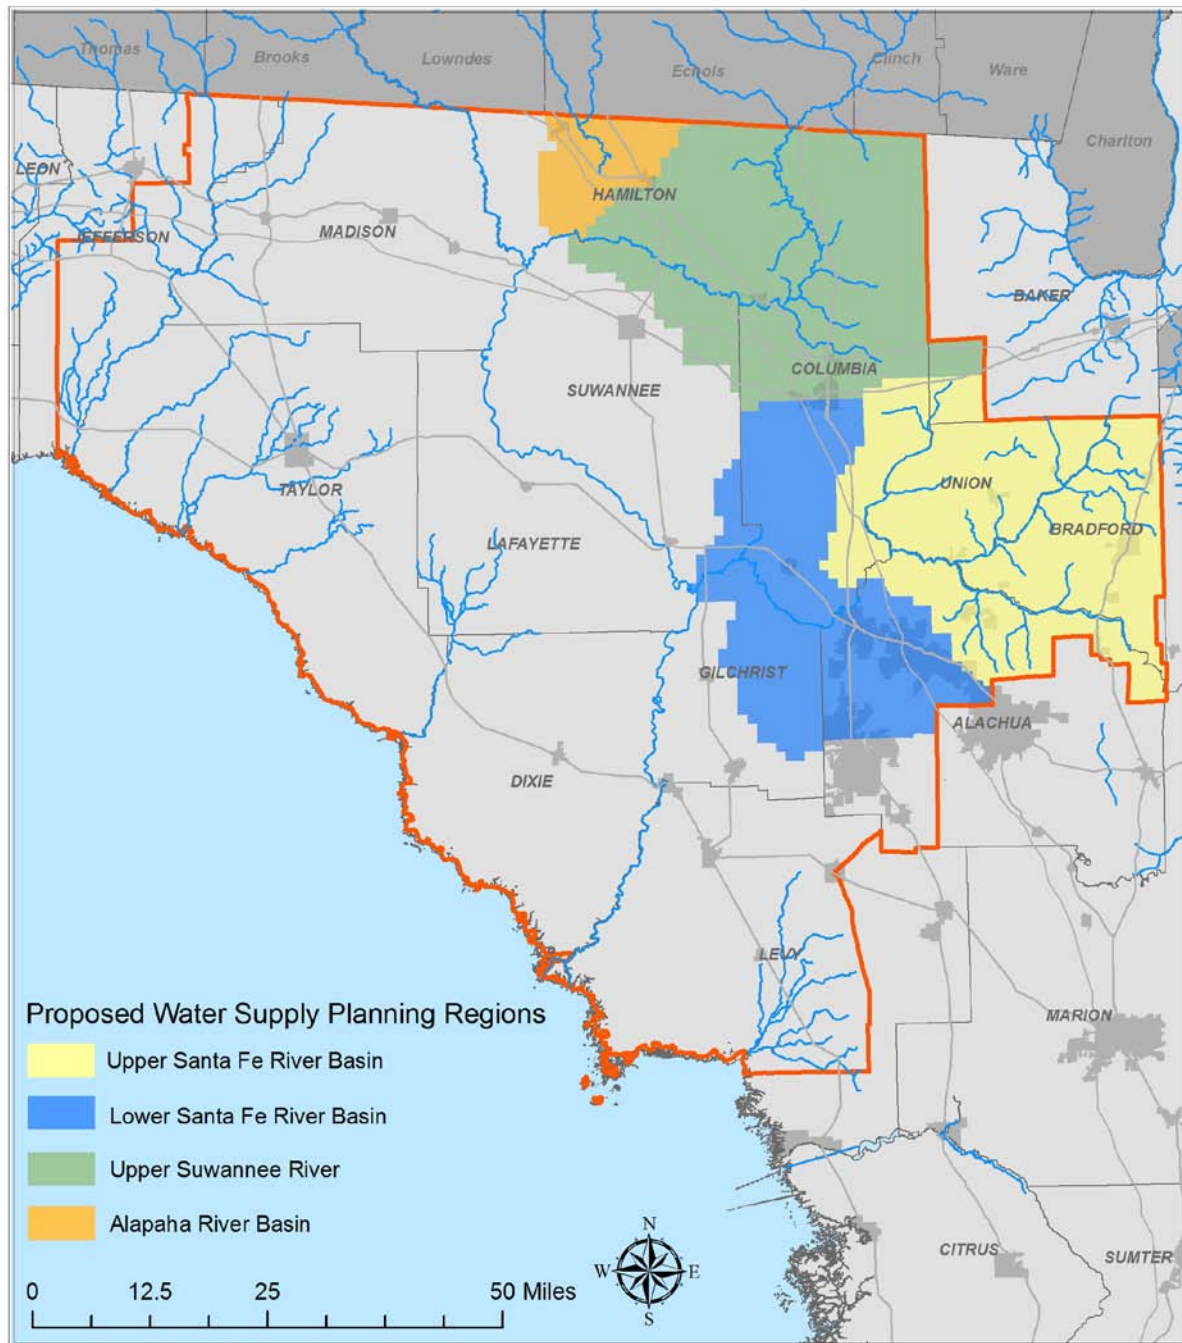 Thomas
Brooks
Lowndes
Echols
Clinch
Ware
Charlton
LEON
HAMILTON
JEFFERSON
MADISON
BAKER
COLUMBIA
SUWANNEE
UNION
TAYLOR
BRADFORD
LAFAYETTE
GILCHRIST
ALACHUA
DIXIE
LEVY
Proposed Water Supply Planning Regions
MARION
Upper Santa Fe River Basin
Lower Santa Fe River Basin
Upper Suwannee River
Alapaha River Basin
N
W E
S
CITRUS
SUMTER
0 12.5 25 50 Miles